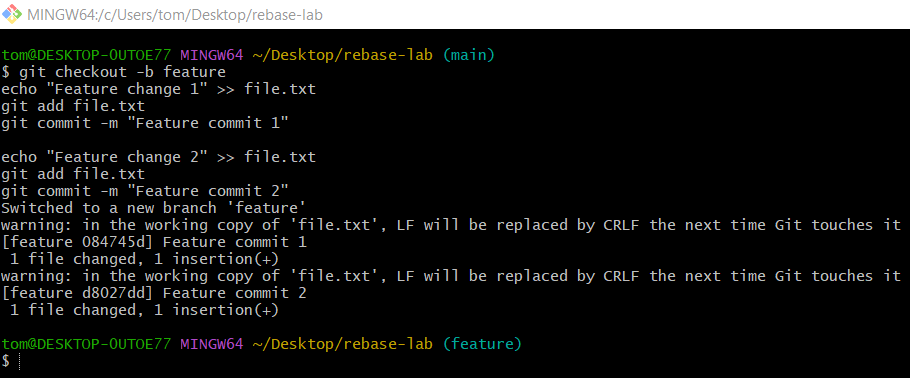 MINGW64:/c/Users/tom/Desktop/rebase-lab
tom@DESKTOP-OUTOE77 MINGW64 ~/Desktop/rebase-lab (main)
$ git checkout -b feature
echo "Feature change 1" >> file.txt
git add file.txt
git commit -m "Feature commit 1"
echo "Feature change 2" >> file.txt
git add file.txt
git commit -m "Feature commit 2"
Switched to a new branch 'feature'
warning: in the working copy of 'file.txt', LF will be replaced by CRLF the next time Git touches it
[feature 084745d] Feature commit 1
 1 file changed, 1 insertion(+)
warning: in the working copy of 'file.txt', LF will be replaced by CRLF the next time Git touches it
[feature d8027dd] Feature commit 2
 1 file changed, 1 insertion(+)
tom@DESKTOP-OUTOE77 MINGW64 ~/Desktop/rebase-lab (feature)
$